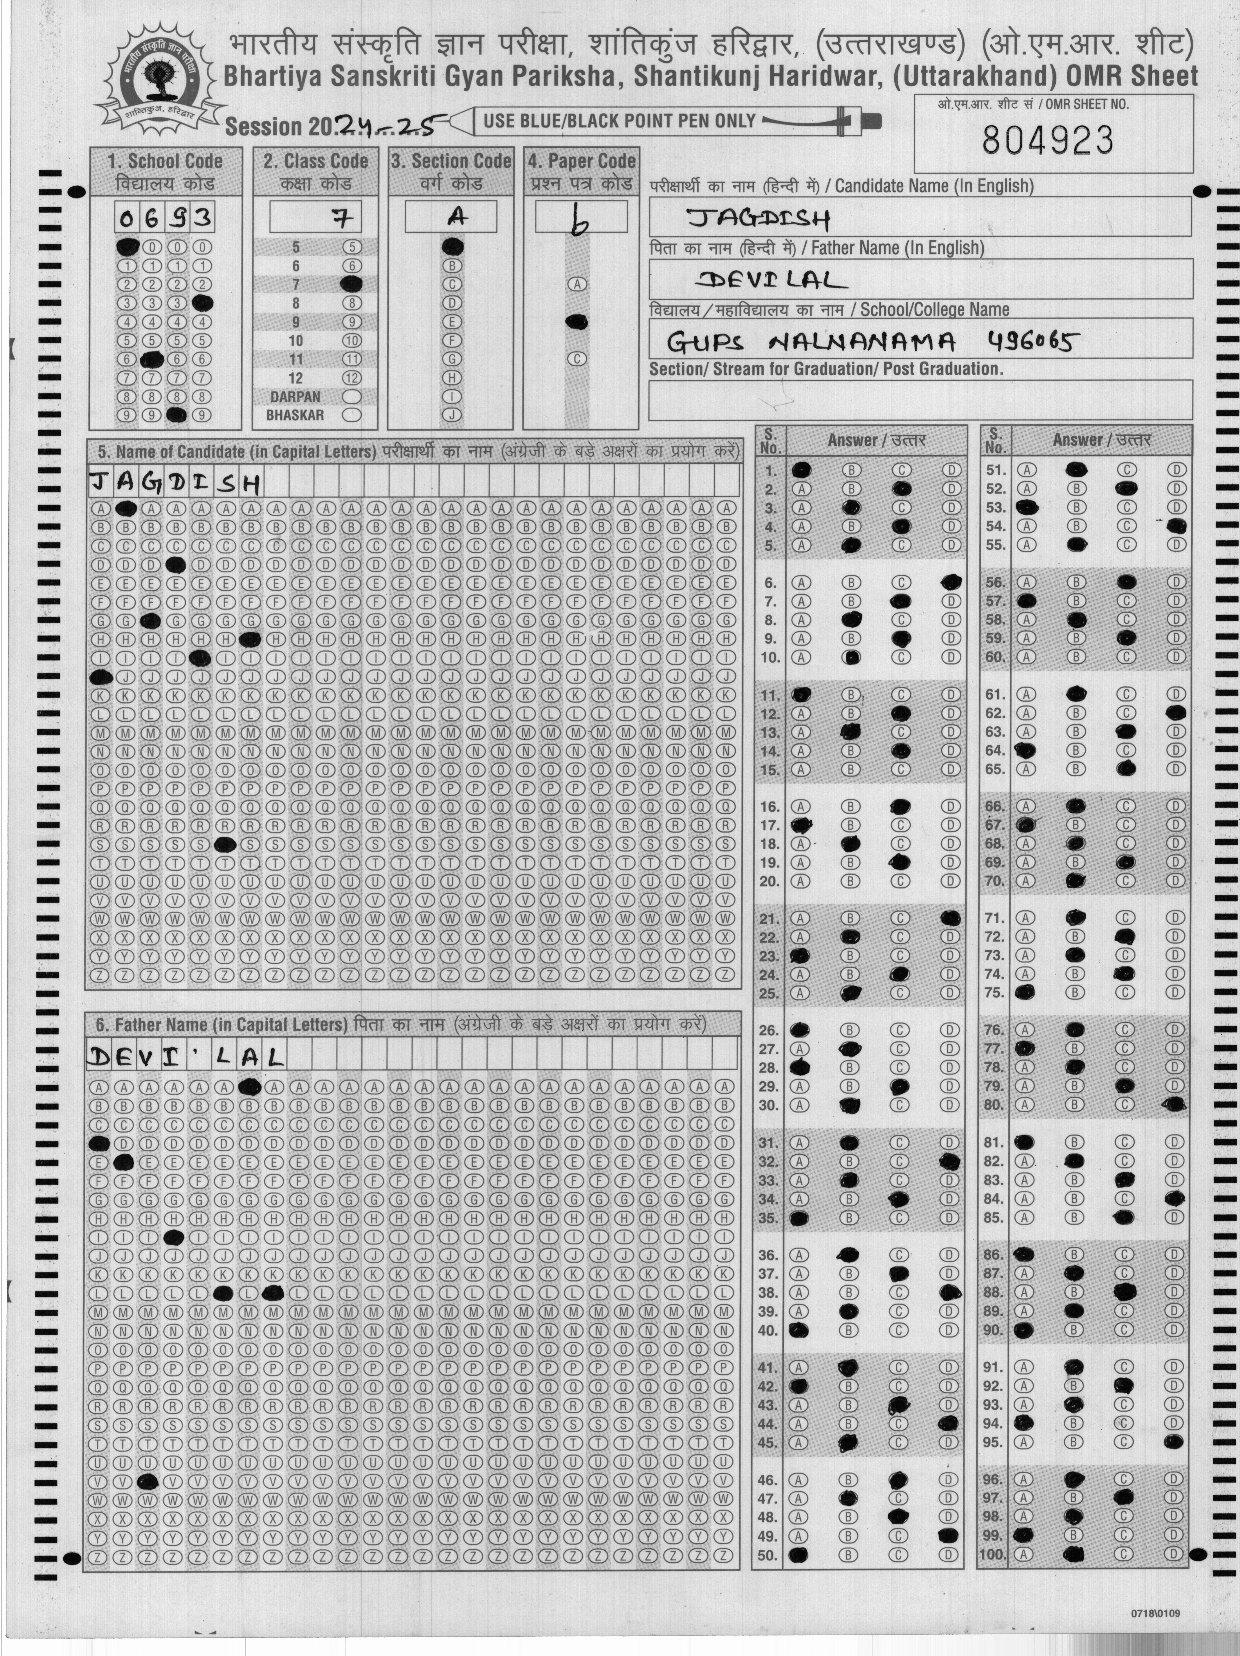 भारतीय संस्कृति ज्ञान परीक्षा, शांतिकुंज हरिद्वार, (उत्तराखण्ड) (ओ.एम.आर. शीट)
Bhartiya Sanskriti Gyan Pariksha, Shantikunj Haridwar, (Uttarakhand) OMR Sheet
Session 2024-25
USE BLUE/BLACK POINT PEN ONLY
ओ.एम.आर. शीट सं / OMR SHEET NO.
804923
1. School Code
विद्यालय कोड
0693
2. Class Code
कक्षा कोड
7
5
6
7
8
9
10
11
12
DARPAN
BHASKAR
3. Section Code
वर्ग कोड
A
4. Paper Code
प्रश्न पत्र कोड
b
परीक्षार्थी का नाम (हिन्दी में) / Candidate Name (In English)
JAGDISH
पिता का नाम (हिन्दी में) / Father Name (In English)
DEVILAL
विद्यालय/महाविद्यालय का नाम / School/College Name
GUPS NALNANAMA 496065
Section/ Stream for Graduation/ Post Graduation.
5. Name of Candidate (in Capital Letters) परीक्षार्थी का नाम (अंग्रेजी के बड़े अक्षरों का प्रयोग करें)
JAGDISH
6. Father Name (in Capital Letters) पिता का नाम (अंग्रेजी के बड़े अक्षरों का प्रयोग करें)
DEVI'LAL
S. No. Answer / उत्तर
S. No. Answer / उत्तर
0718\0109